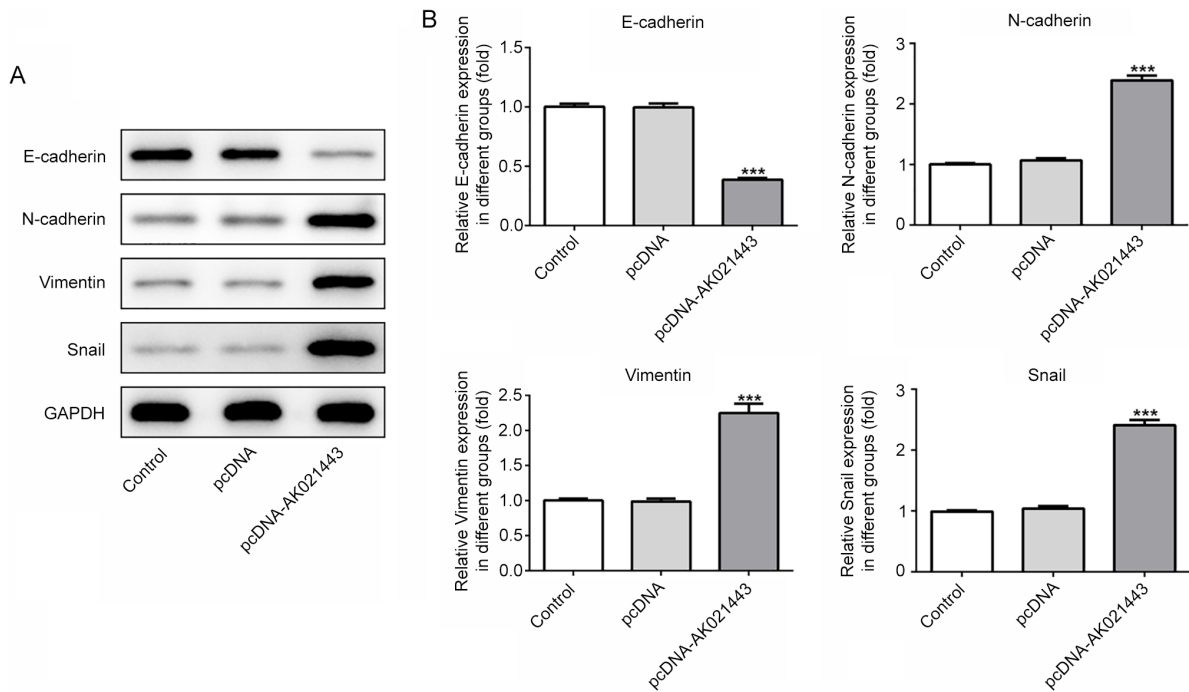 A
E-cadherin
N-cadherin
Vimentin
Snail
GAPDH
Control
pcDNA
pcDNA-AK021443
B
E-cadherin
Relative E-cadherin expression
in different groups (fold)
1.5
1.0
0.5
0.0
***
Control
pcDNA
pcDNA-AK021443
N-cadherin
Relative N-cadherin expression
in different groups (fold)
3
2
1
0
***
Control
pcDNA
pcDNA-AK021443
Vimentin
Relative Vimentin expression
in different groups (fold)
2.5
2.0
1.5
1.0
0.5
0.0
***
Control
pcDNA
pcDNA-AK021443
Snail
Relative Snail expression
in different groups (fold)
3
2
1
0
***
Control
pcDNA
pcDNA-AK021443